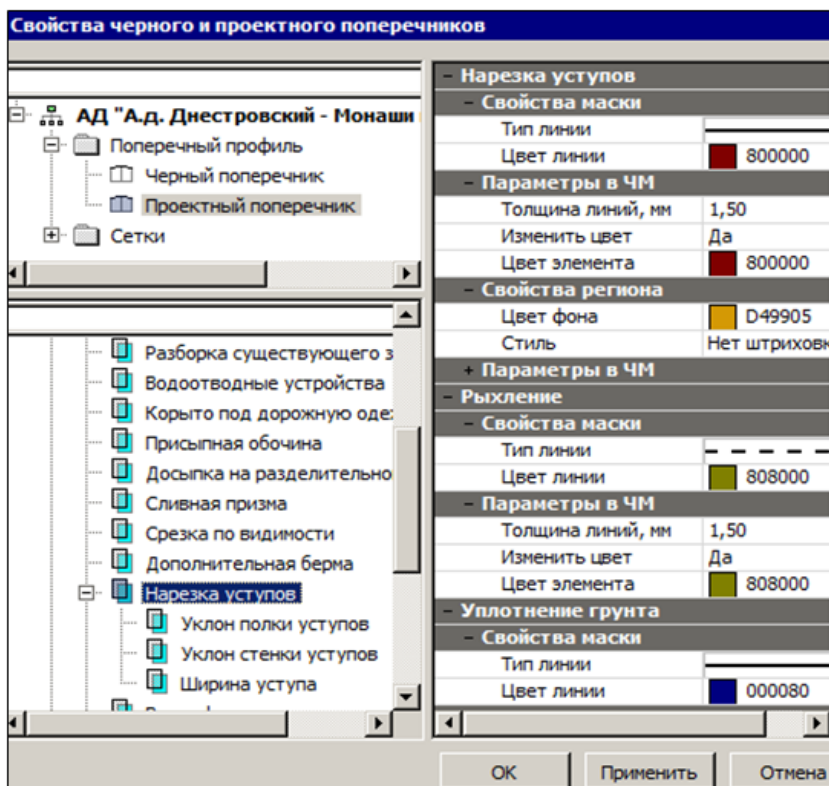 Свойства черного и проектного поперечников
АД "А.д. Днестровский - Монаши
Поперечный профиль
Черный поперечник
Проектный поперечник
Сетки
Разборка существующего з
Водоотводные устройства
Корыто под дорожную оде
Присыпная обочина
Досыпка на разделительно
Сливная призма
Срезка по видимости
Дополнительная берма
Нарезка уступов
Уклон полки уступов
Уклон стенки уступов
Ширина уступа
Нарезка уступов
Свойства маски
Тип линии
Цвет линии 800000
Параметры в ЧМ
Толщина линий, мм 1,50
Изменить цвет Да
Цвет элемента 800000
Свойства региона
Цвет фона D49905
Стиль Нет штриховк
Параметры в ЧМ
Рыхление
Свойства маски
Тип линии
Цвет линии 808000
Параметры в ЧМ
Толщина линий, мм 1,50
Изменить цвет Да
Цвет элемента 808000
Уплотнение грунта
Свойства маски
Тип линии
Цвет линии 000080
ОК Применить Отмена